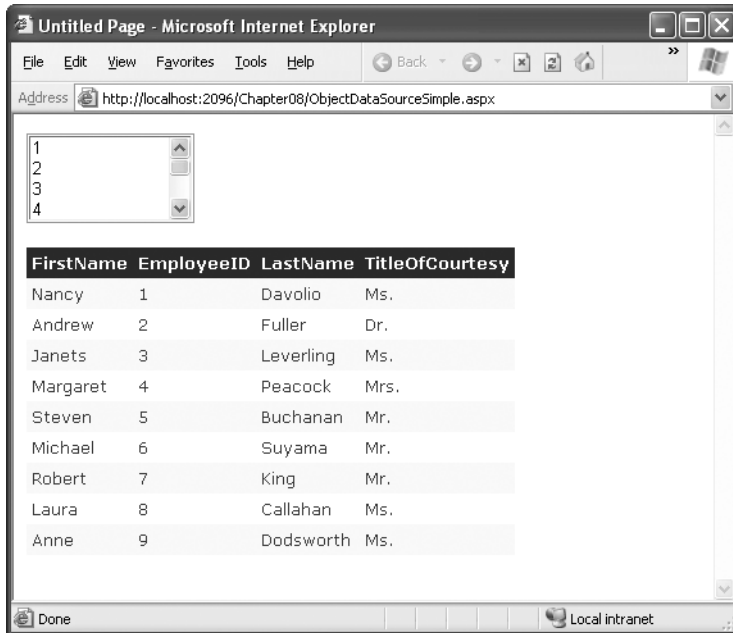 Untitled Page - Microsoft Internet Explorer
File Edit View Favorites Tools Help Back »
Address http://localhost:2096/Chapter08/ObjectDataSourceSimple.aspx
1
2
3
4
FirstName EmployeeID LastName TitleOfCourtesy
Nancy 1 Davolio Ms.
Andrew 2 Fuller Dr.
Janets 3 Leverling Ms.
Margaret 4 Peacock Mrs.
Steven 5 Buchanan Mr.
Michael 6 Suyama Mr.
Robert 7 King Mr.
Laura 8 Callahan Ms.
Anne 9 Dodsworth Ms.
Done Local intranet